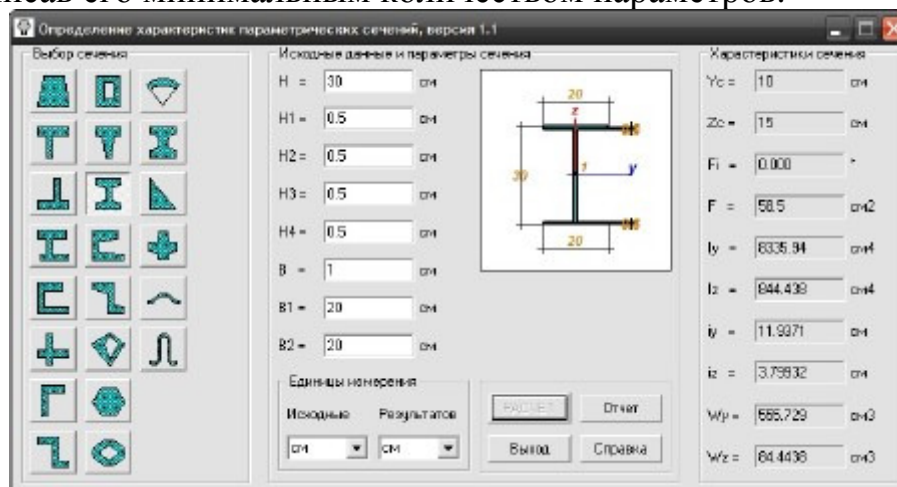 писав его минимальным количеством параметров.
Определение характеристик параметрических сечений, версия 1.1
Выбор сечения
Исходные данные и параметры сечения
H = 30 см
H1 = 0.5 см
H2 = 0.5 см
H3 = 0.5 см
H4 = 0.5 см
B = 1 см
B1 = 20 см
B2 = 20 см
20
z
30
1
y
20
Единицы измерения
Исходные Результатов
см см
РАСЧЕТ Отчет
Выход Справка
Характеристики сечения
Yc = 10 см
Zc = 15 см
Fi = 0.000 °
F = 58.5 см2
Iy = 8335.94 см4
Iz = 844.438 см4
iy = 11.9371 см
iz = 3.79932 см
Wy = 555.729 см3
Wz = 84.4438 см3